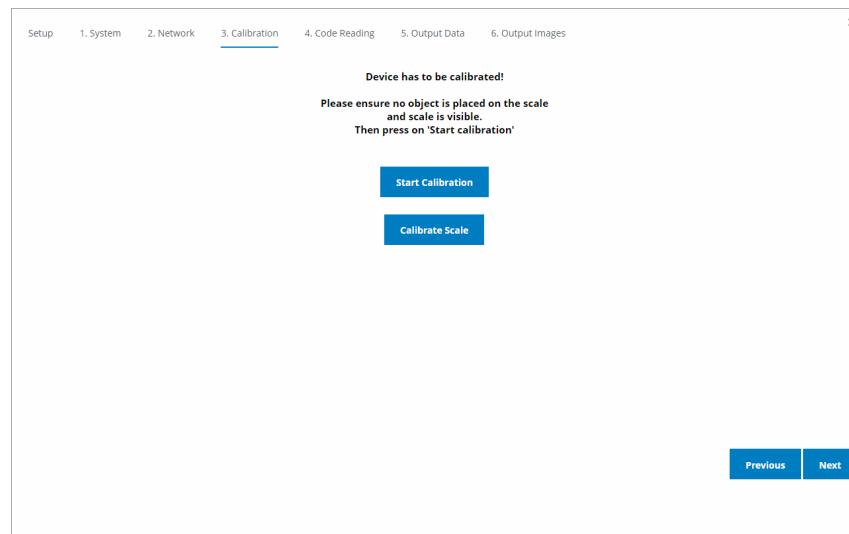 Setup 1. System 2. Network 3. Calibration 4. Code Reading 5. Output Data 6. Output Images
Device has to be calibrated!
Please ensure no object is placed on the scale
and scale is visible.
Then press on 'Start calibration'
Start Calibration
Calibrate Scale
Previous Next